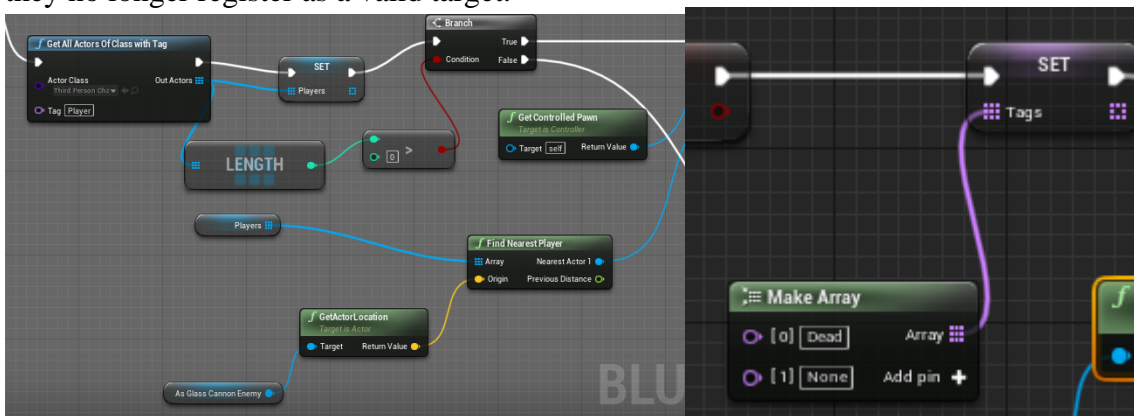 they no longer register as a valid target.
Get All Actors Of Class with Tag
Actor Class
Third Person Cha
Out Actors
Tag Player
SET
Players
Branch
True
Condition
False
LENGTH
0
>
Get Controlled Pawn
Target is Controller
Target self
Return Value
Players
Find Nearest Player
Array
Nearest Actor 1
Origin
Previous Distance
GetActorLocation
Target is Actor
Target
Return Value
As Glass Cannon Enemy
BLU
SET
Tags
Make Array
[0] Dead
Array
[1] None
Add pin